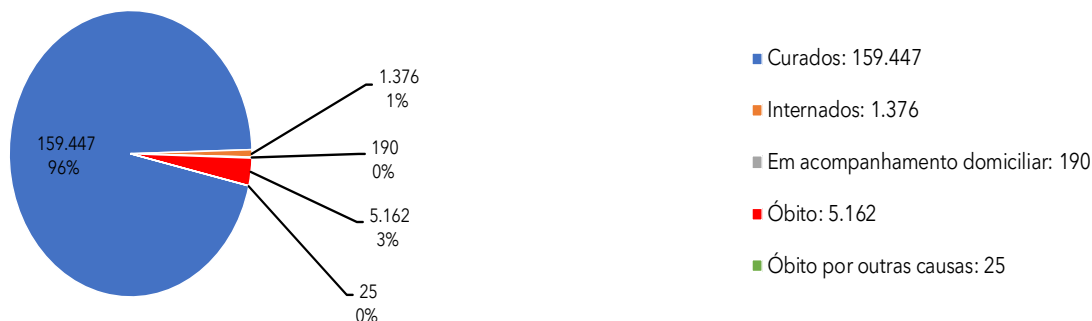 159.447
96%
1.376
1%
190
0%
5.162
3%
25
0%
Curados: 159.447
Internados: 1.376
Em acompanhamento domiciliar: 190
Óbito: 5.162
Óbito por outras causas: 25